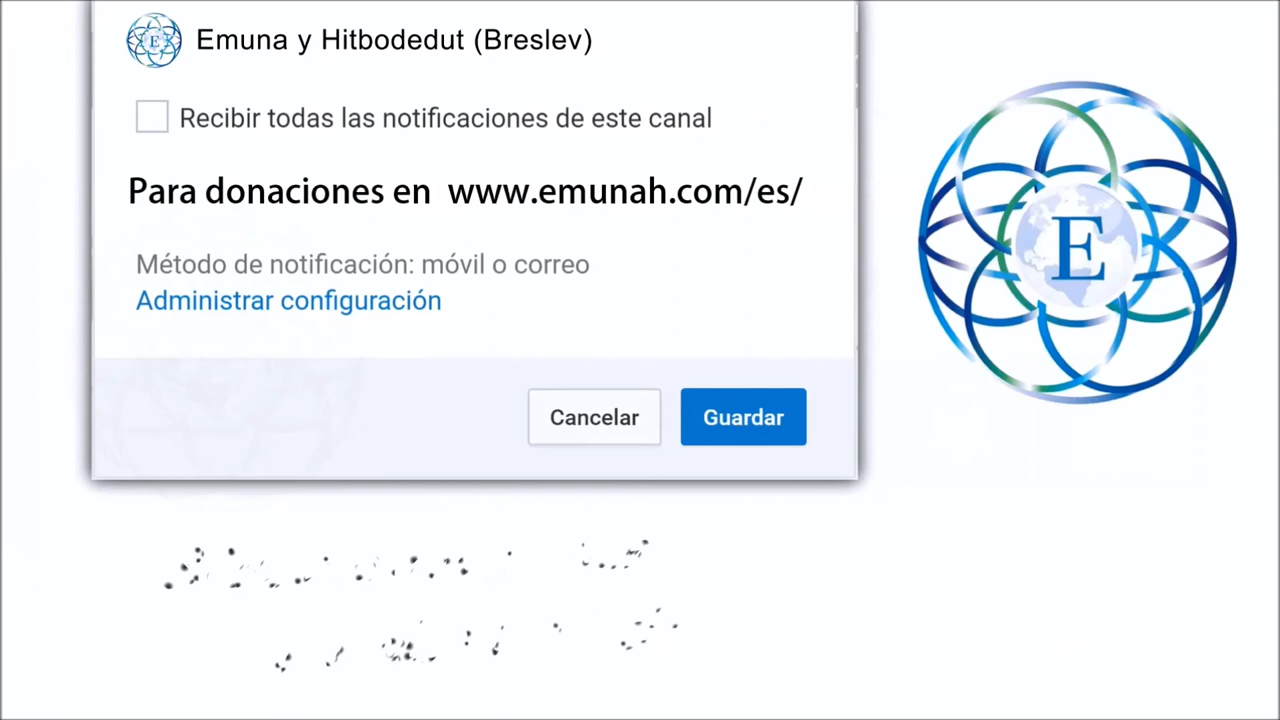 Emuna y Hitbodedut (Breslev)
Recibir todas las notificaciones de este canal
Para donaciones en www.emunah.com/es/
Método de notificación: móvil o correo
Administrar configuración
Cancelar
Guardar
E